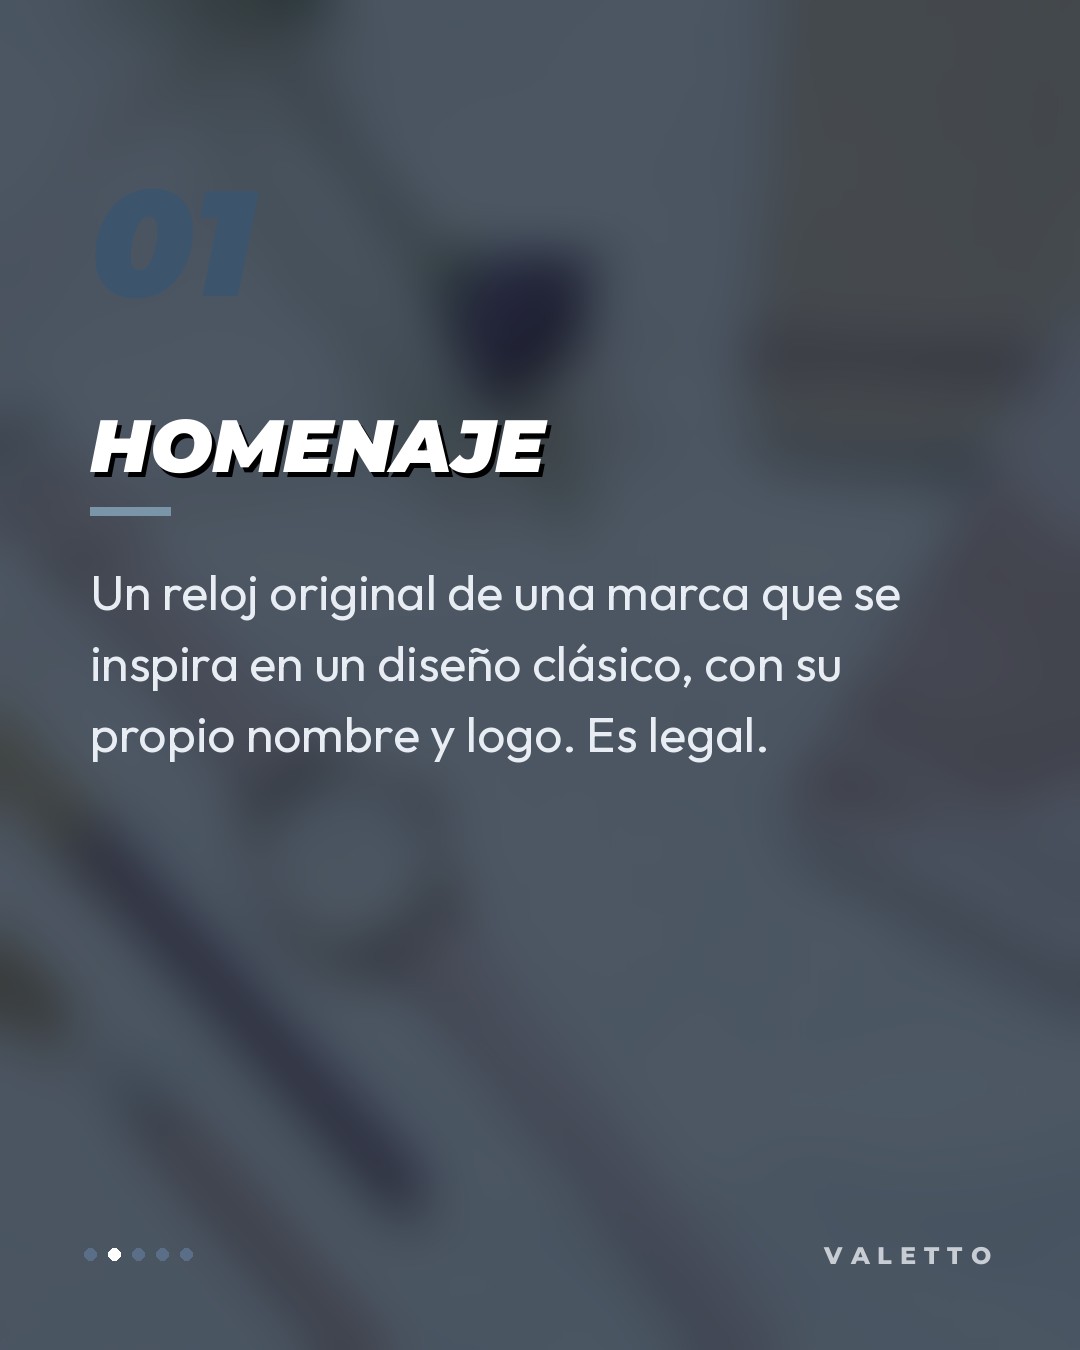 01
HOMENAJE
Un reloj original de una marca que se
inspira en un diseño clásico, con su
propio nombre y logo. Es legal.
VALETTO